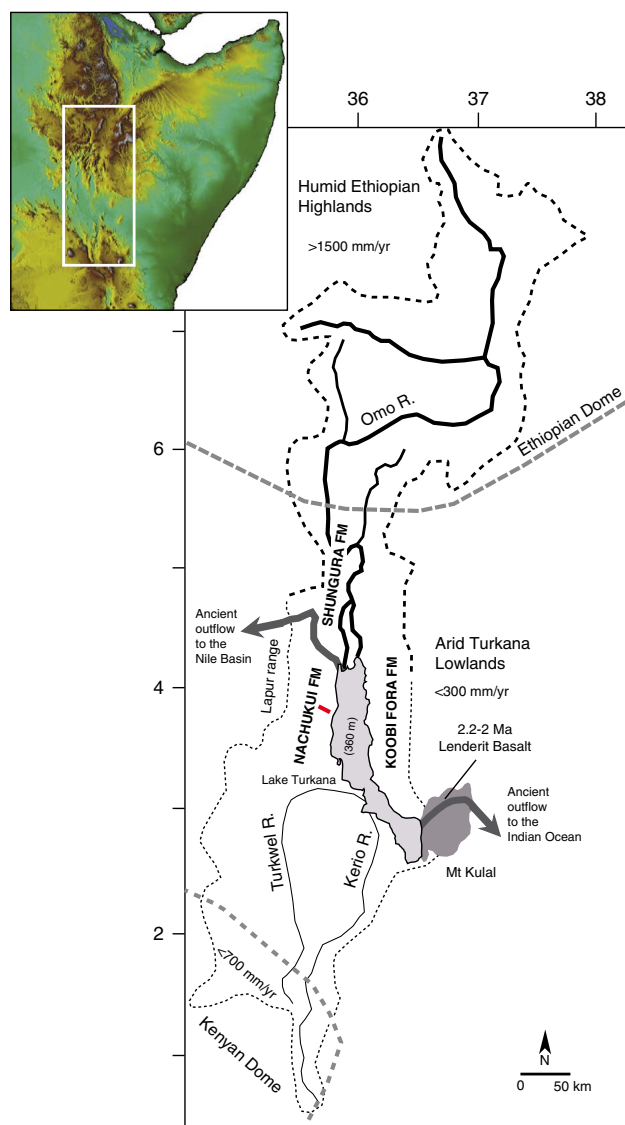 36
37
38
Humid Ethiopian
Highlands
>1500 mm/yr
Omo R.
Ethiopian Dome
6
SHUNGURA FM
Ancient
outflow
to the
Nile Basin
Lapur range
Arid Turkana
Lowlands
<300 mm/yr
4
NACHUKUI FM
(360 m)
KOOBI FORA FM
2.2-2 Ma
Lenderit Basalt
Lake Turkana
Ancient
outflow
to the
Indian Ocean
Turkwel R.
Kerio R.
Mt Kulal
2
<700 mm/yr
Kenyan Dome
N
0 50 km